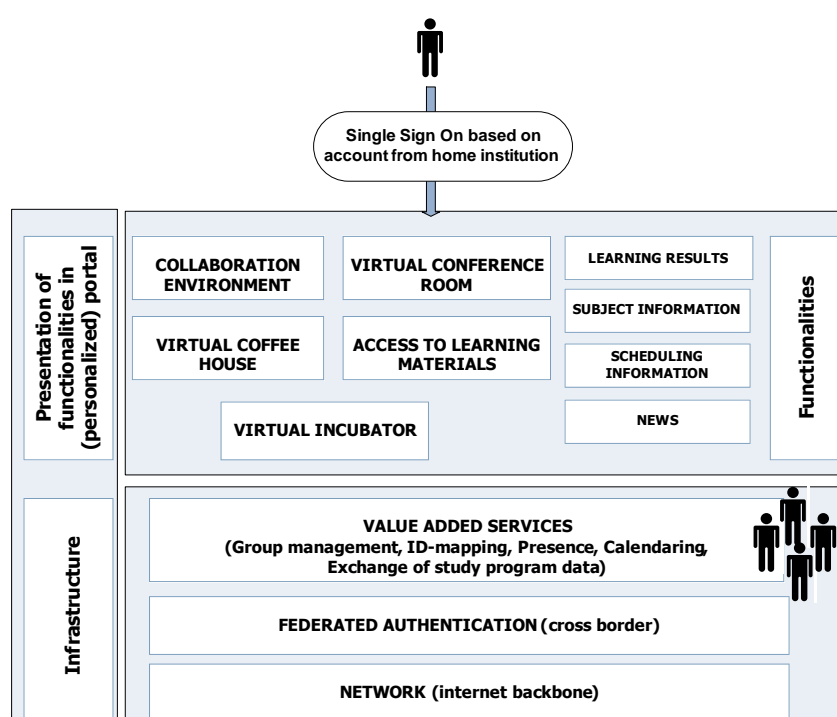 Single Sign On based on
account from home institution
Presentation of
functionalities in
(personalized) portal
COLLABORATION
ENVIRONMENT
VIRTUAL CONFERENCE
ROOM
LEARNING RESULTS
SUBJECT INFORMATION
VIRTUAL COFFEE
HOUSE
ACCESS TO LEARNING
MATERIALS
SCHEDULING
INFORMATION
VIRTUAL INCUBATOR
NEWS
Functionalities
Infrastructure
VALUE ADDED SERVICES
(Group management, ID-mapping, Presence, Calendaring,
Exchange of study program data)
FEDERATED AUTHENTICATION (cross border)
NETWORK (internet backbone)